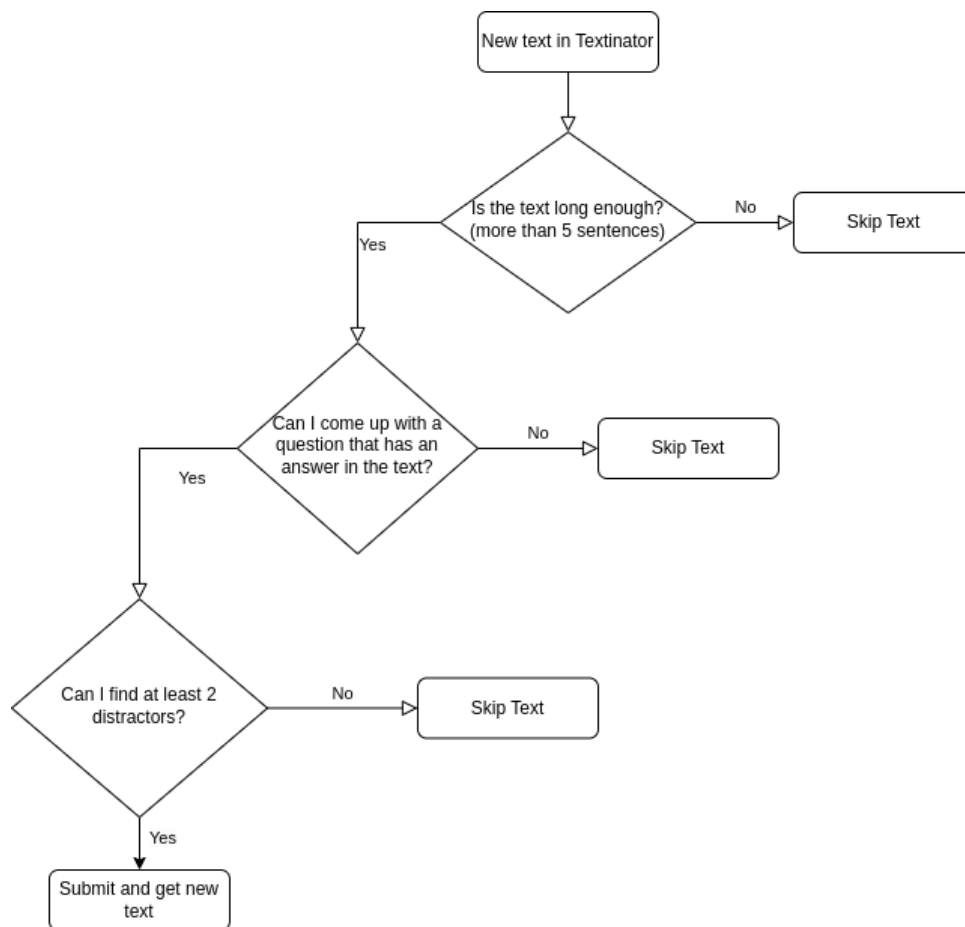 New text in Textinator
Is the text long enough?
(more than 5 sentences)
No
Skip Text
Yes
Can I come up with a
question that has an
answer in the text?
No
Skip Text
Yes
Can I find at least 2
distractors?
No
Skip Text
Yes
Submit and get new
text